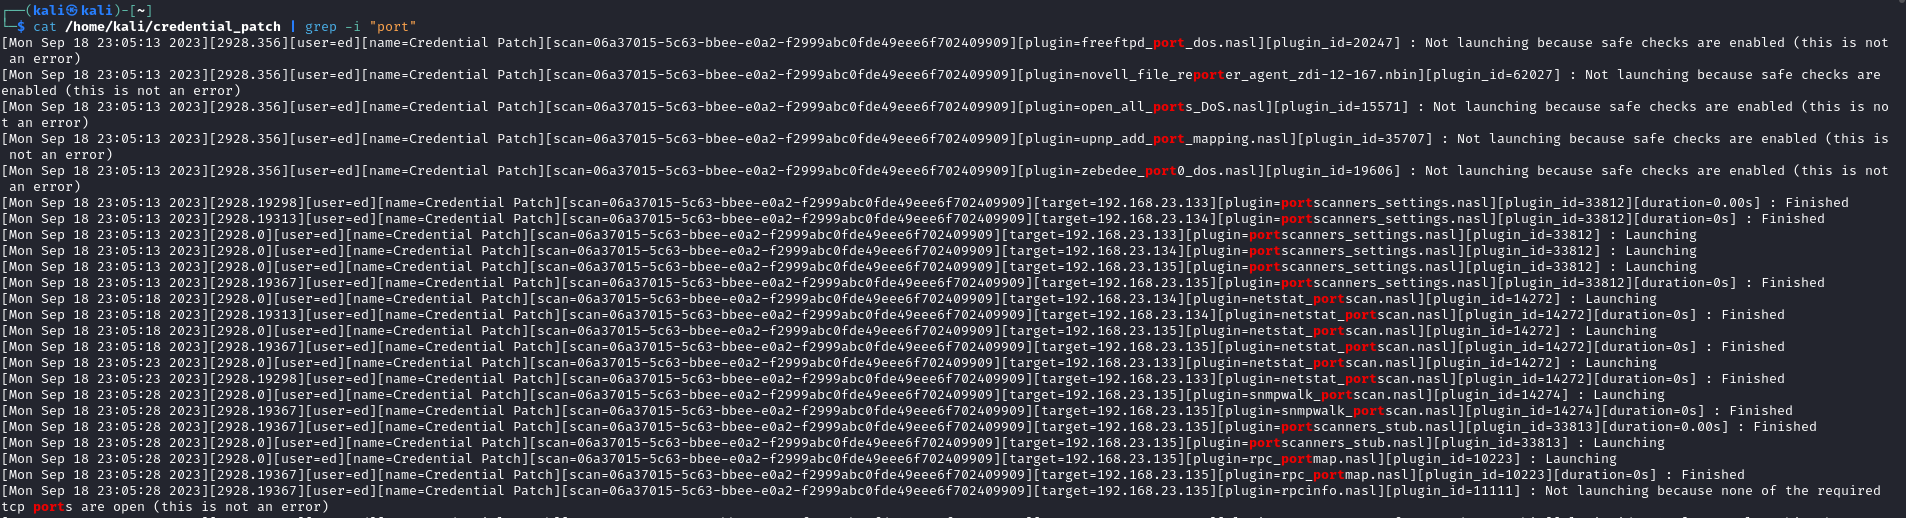 ┌──(kali㉿kali)-[~]
└─$ cat /home/kali/credential_patch | grep -i "port"
[Mon Sep 18 23:05:13 2023][2928.356][user=ed][name=Credential Patch][scan=06a37015-5c63-bbee-e0a2-f2999abc0fde49eee6f702409909][plugin=freeftpd_port_dos.nasl][plugin_id=20247] : Not launching because safe checks are enabled (this is not
 an error)
[Mon Sep 18 23:05:13 2023][2928.356][user=ed][name=Credential Patch][scan=06a37015-5c63-bbee-e0a2-f2999abc0fde49eee6f702409909][plugin=novell_file_reporter_agent_zdi-12-167.nbin][plugin_id=62027] : Not launching because safe checks are
enabled (this is not an error)
[Mon Sep 18 23:05:13 2023][2928.356][user=ed][name=Credential Patch][scan=06a37015-5c63-bbee-e0a2-f2999abc0fde49eee6f702409909][plugin=open_all_ports_DoS.nasl][plugin_id=15571] : Not launching because safe checks are enabled (this is no
t an error)
[Mon Sep 18 23:05:13 2023][2928.356][user=ed][name=Credential Patch][scan=06a37015-5c63-bbee-e0a2-f2999abc0fde49eee6f702409909][plugin=upnp_add_port_mapping.nasl][plugin_id=35707] : Not launching because safe checks are enabled (this is
 not an error)
[Mon Sep 18 23:05:13 2023][2928.356][user=ed][name=Credential Patch][scan=06a37015-5c63-bbee-e0a2-f2999abc0fde49eee6f702409909][plugin=zebedee_port0_dos.nasl][plugin_id=19606] : Not launching because safe checks are enabled (this is not
 an error)
[Mon Sep 18 23:05:13 2023][2928.19298][user=ed][name=Credential Patch][scan=06a37015-5c63-bbee-e0a2-f2999abc0fde49eee6f702409909][target=192.168.23.133][plugin=portscanners_settings.nasl][plugin_id=33812][duration=0.00s] : Finished
[Mon Sep 18 23:05:13 2023][2928.19313][user=ed][name=Credential Patch][scan=06a37015-5c63-bbee-e0a2-f2999abc0fde49eee6f702409909][target=192.168.23.134][plugin=portscanners_settings.nasl][plugin_id=33812][duration=0s] : Finished
[Mon Sep 18 23:05:13 2023][2928.0][user=ed][name=Credential Patch][scan=06a37015-5c63-bbee-e0a2-f2999abc0fde49eee6f702409909][target=192.168.23.133][plugin=portscanners_settings.nasl][plugin_id=33812] : Launching
[Mon Sep 18 23:05:13 2023][2928.0][user=ed][name=Credential Patch][scan=06a37015-5c63-bbee-e0a2-f2999abc0fde49eee6f702409909][target=192.168.23.134][plugin=portscanners_settings.nasl][plugin_id=33812] : Launching
[Mon Sep 18 23:05:13 2023][2928.0][user=ed][name=Credential Patch][scan=06a37015-5c63-bbee-e0a2-f2999abc0fde49eee6f702409909][target=192.168.23.135][plugin=portscanners_settings.nasl][plugin_id=33812] : Launching
[Mon Sep 18 23:05:13 2023][2928.19367][user=ed][name=Credential Patch][scan=06a37015-5c63-bbee-e0a2-f2999abc0fde49eee6f702409909][target=192.168.23.135][plugin=portscanners_settings.nasl][plugin_id=33812][duration=0s] : Finished
[Mon Sep 18 23:05:18 2023][2928.0][user=ed][name=Credential Patch][scan=06a37015-5c63-bbee-e0a2-f2999abc0fde49eee6f702409909][target=192.168.23.134][plugin=netstat_portscan.nasl][plugin_id=14272] : Launching
[Mon Sep 18 23:05:18 2023][2928.19313][user=ed][name=Credential Patch][scan=06a37015-5c63-bbee-e0a2-f2999abc0fde49eee6f702409909][target=192.168.23.134][plugin=netstat_portscan.nasl][plugin_id=14272][duration=0s] : Finished
[Mon Sep 18 23:05:18 2023][2928.0][user=ed][name=Credential Patch][scan=06a37015-5c63-bbee-e0a2-f2999abc0fde49eee6f702409909][target=192.168.23.135][plugin=netstat_portscan.nasl][plugin_id=14272] : Launching
[Mon Sep 18 23:05:18 2023][2928.19367][user=ed][name=Credential Patch][scan=06a37015-5c63-bbee-e0a2-f2999abc0fde49eee6f702409909][target=192.168.23.135][plugin=netstat_portscan.nasl][plugin_id=14272][duration=0s] : Finished
[Mon Sep 18 23:05:23 2023][2928.0][user=ed][name=Credential Patch][scan=06a37015-5c63-bbee-e0a2-f2999abc0fde49eee6f702409909][target=192.168.23.133][plugin=netstat_portscan.nasl][plugin_id=14272] : Launching
[Mon Sep 18 23:05:23 2023][2928.19298][user=ed][name=Credential Patch][scan=06a37015-5c63-bbee-e0a2-f2999abc0fde49eee6f702409909][target=192.168.23.133][plugin=netstat_portscan.nasl][plugin_id=14272][duration=0s] : Finished
[Mon Sep 18 23:05:28 2023][2928.0][user=ed][name=Credential Patch][scan=06a37015-5c63-bbee-e0a2-f2999abc0fde49eee6f702409909][target=192.168.23.135][plugin=snmpwalk_portscan.nasl][plugin_id=14274] : Launching
[Mon Sep 18 23:05:28 2023][2928.19367][user=ed][name=Credential Patch][scan=06a37015-5c63-bbee-e0a2-f2999abc0fde49eee6f702409909][target=192.168.23.135][plugin=snmpwalk_portscan.nasl][plugin_id=14274][duration=0s] : Finished
[Mon Sep 18 23:05:28 2023][2928.19367][user=ed][name=Credential Patch][scan=06a37015-5c63-bbee-e0a2-f2999abc0fde49eee6f702409909][target=192.168.23.135][plugin=portscanners_stub.nasl][plugin_id=33813][duration=0.00s] : Finished
[Mon Sep 18 23:05:28 2023][2928.0][user=ed][name=Credential Patch][scan=06a37015-5c63-bbee-e0a2-f2999abc0fde49eee6f702409909][target=192.168.23.135][plugin=portscanners_stub.nasl][plugin_id=33813] : Launching
[Mon Sep 18 23:05:28 2023][2928.0][user=ed][name=Credential Patch][scan=06a37015-5c63-bbee-e0a2-f2999abc0fde49eee6f702409909][target=192.168.23.135][plugin=rpc_portmap.nasl][plugin_id=10223] : Launching
[Mon Sep 18 23:05:28 2023][2928.19367][user=ed][name=Credential Patch][scan=06a37015-5c63-bbee-e0a2-f2999abc0fde49eee6f702409909][target=192.168.23.135][plugin=rpc_portmap.nasl][plugin_id=10223][duration=0s] : Finished
[Mon Sep 18 23:05:28 2023][2928.19367][user=ed][name=Credential Patch][scan=06a37015-5c63-bbee-e0a2-f2999abc0fde49eee6f702409909][target=192.168.23.135][plugin=rpcinfo.nasl][plugin_id=11111] : Not launching because none of the required
tcp ports are open (this is not an error)